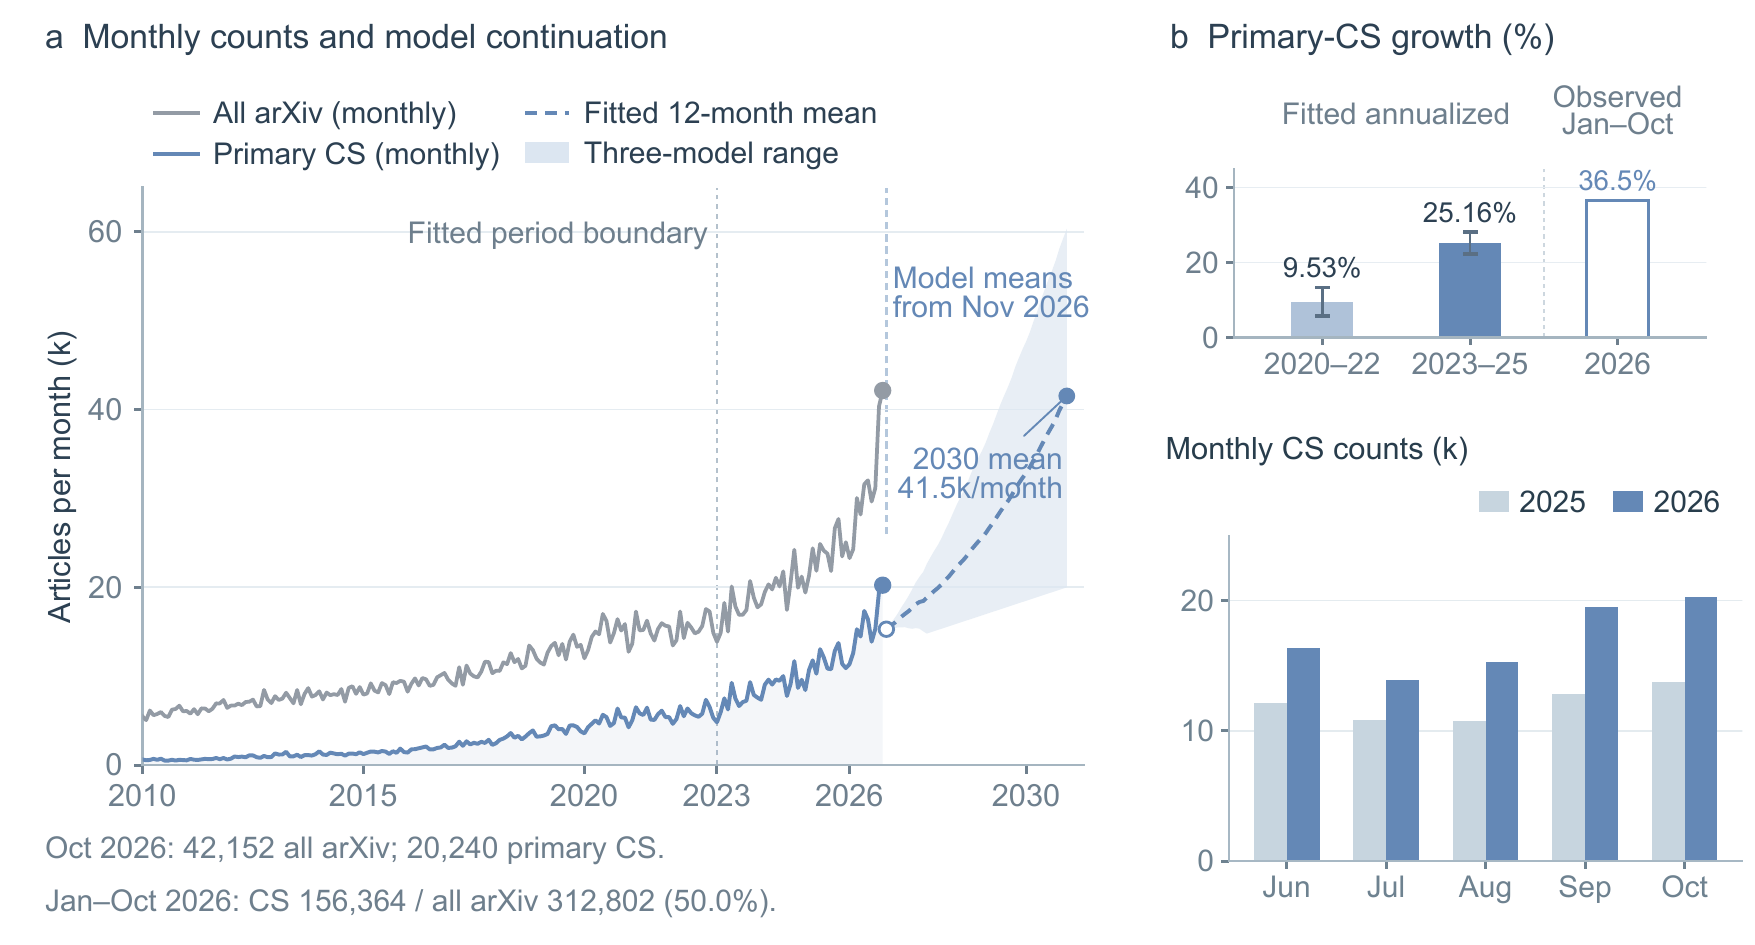 a Monthly counts and model continuation
All arXiv (monthly)
Primary CS (monthly)
Fitted 12-month mean
Three-model range
Articles per month (k)
60
40
20
0
Fitted period boundary
Model means
from Nov 2026
2030 mean
41.5k/month
2010 2015 2020 2023 2026 2030
Oct 2026: 42,152 all arXiv; 20,240 primary CS.
Jan–Oct 2026: CS 156,364 / all arXiv 312,802 (50.0%).
b Primary-CS growth (%)
Fitted annualized
Observed
Jan–Oct
40
20
0
9.53%
25.16%
36.5%
2020–22 2023–25 2026
Monthly CS counts (k)
2025 2026
20
10
0
Jun Jul Aug Sep Oct